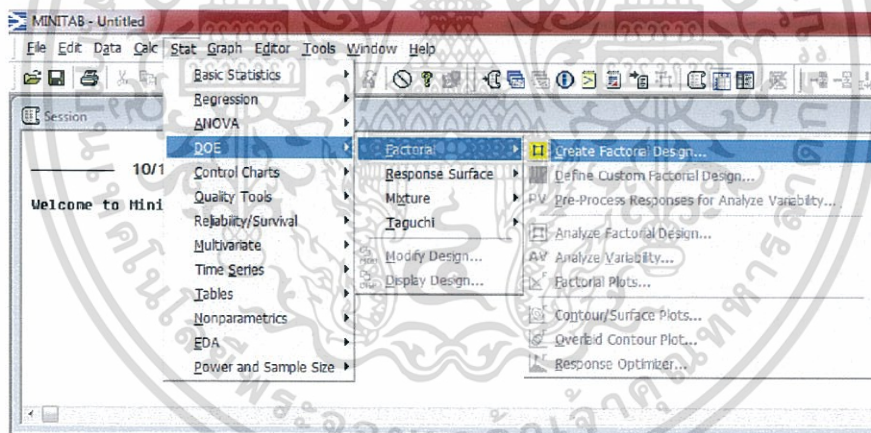 MINITAB - Untitled
File Edit Data Calc Stat Graph Editor Tools Window Help
Session
10/1
Welcome to Mini
Basic Statistics
Regression
ANOVA
DOE
Control Charts
Quality Tools
Reliability/Survival
Multivariate
Time Series
Tables
Nonparametrics
EDA
Power and Sample Size
Factorial
Response Surface
Mixture
Taguchi
Modify Design...
Display Design...
Create Factorial Design...
Define Custom Factorial Design...
Pre-Process Responses for Analyze Variability...
Analyze Factorial Design...
Analyze Variability...
Factorial Plots...
Contour/Surface Plots...
Overlaid Contour Plot...
Response Optimizer...